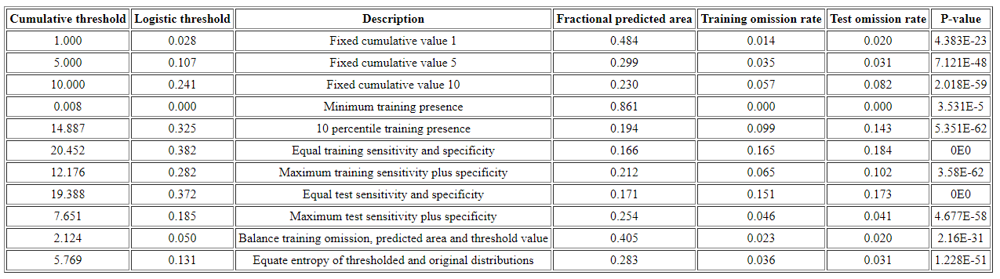 Cumulative threshold Logistic threshold Description Fractional predicted area Training omission rate Test omission rate P-value
1.000 0.028 Fixed cumulative value 1 0.484 0.014 0.020 4.383E-23
5.000 0.107 Fixed cumulative value 5 0.299 0.035 0.031 7.121E-48
10.000 0.241 Fixed cumulative value 10 0.230 0.057 0.082 2.018E-59
0.008 0.000 Minimum training presence 0.861 0.000 0.000 3.531E-5
14.887 0.325 10 percentile training presence 0.194 0.099 0.143 5.351E-62
20.452 0.382 Equal training sensitivity and specificity 0.166 0.165 0.184 0E0
12.176 0.282 Maximum training sensitivity plus specificity 0.212 0.065 0.102 3.58E-62
19.388 0.372 Equal test sensitivity and specificity 0.171 0.151 0.173 0E0
7.651 0.185 Maximum test sensitivity plus specificity 0.254 0.046 0.041 4.677E-58
2.124 0.050 Balance training omission, predicted area and threshold value 0.405 0.023 0.020 2.16E-31
5.769 0.131 Equate entropy of thresholded and original distributions 0.283 0.036 0.031 1.228E-51